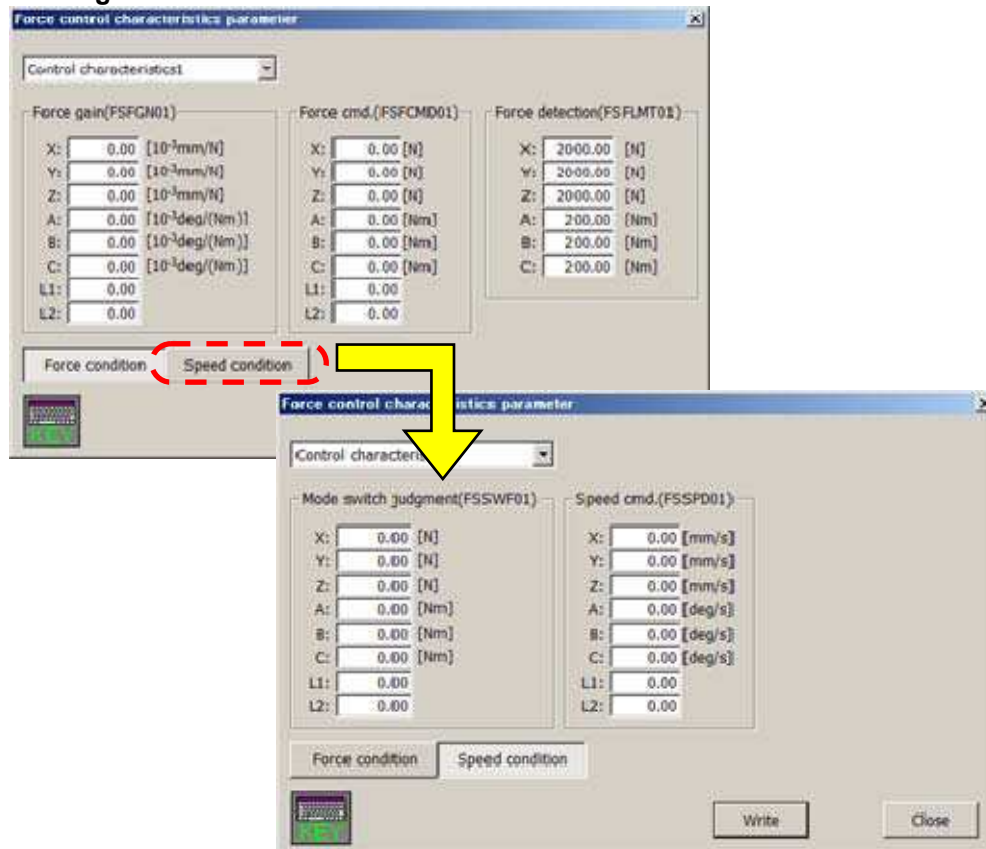 Force control characteristics parameter
Control characteristics1
Force gain(FSFGN01) Force cmd.(FSFCMD01) Force detection(FSFLMT01)
X: 0.00 [10-3mm/N] X: 0.00 [N] X: 2000.00 [N]
Y: 0.00 [10-3mm/N] Y: 0.00 [N] Y: 2000.00 [N]
Z: 0.00 [10-3mm/N] Z: 0.00 [N] Z: 2000.00 [N]
A: 0.00 [10-3deg/(Nm)] A: 0.00 [Nm] A: 200.00 [Nm]
B: 0.00 [10-3deg/(Nm)] B: 0.00 [Nm] B: 200.00 [Nm]
C: 0.00 [10-3deg/(Nm)] C: 0.00 [Nm] C: 200.00 [Nm]
L1: 0.00 L1: 0.00
L2: 0.00 L2: 0.00
Force condition Speed condition
KEY
Force control charac istics parameter
Control characteris
Mode switch judgment(FSSWF01) Speed cmd.(FSSPD01)
X: 0.00 [N] X: 0.00 [mm/s]
Y: 0.00 [N] Y: 0.00 [mm/s]
Z: 0.00 [N] Z: 0.00 [mm/s]
A: 0.00 [Nm] A: 0.00 [deg/s]
B: 0.00 [Nm] B: 0.00 [deg/s]
C: 0.00 [Nm] C: 0.00 [deg/s]
L1: 0.00 L1: 0.00
L2: 0.00 L2: 0.00
Force condition Speed condition
KEY Write Close